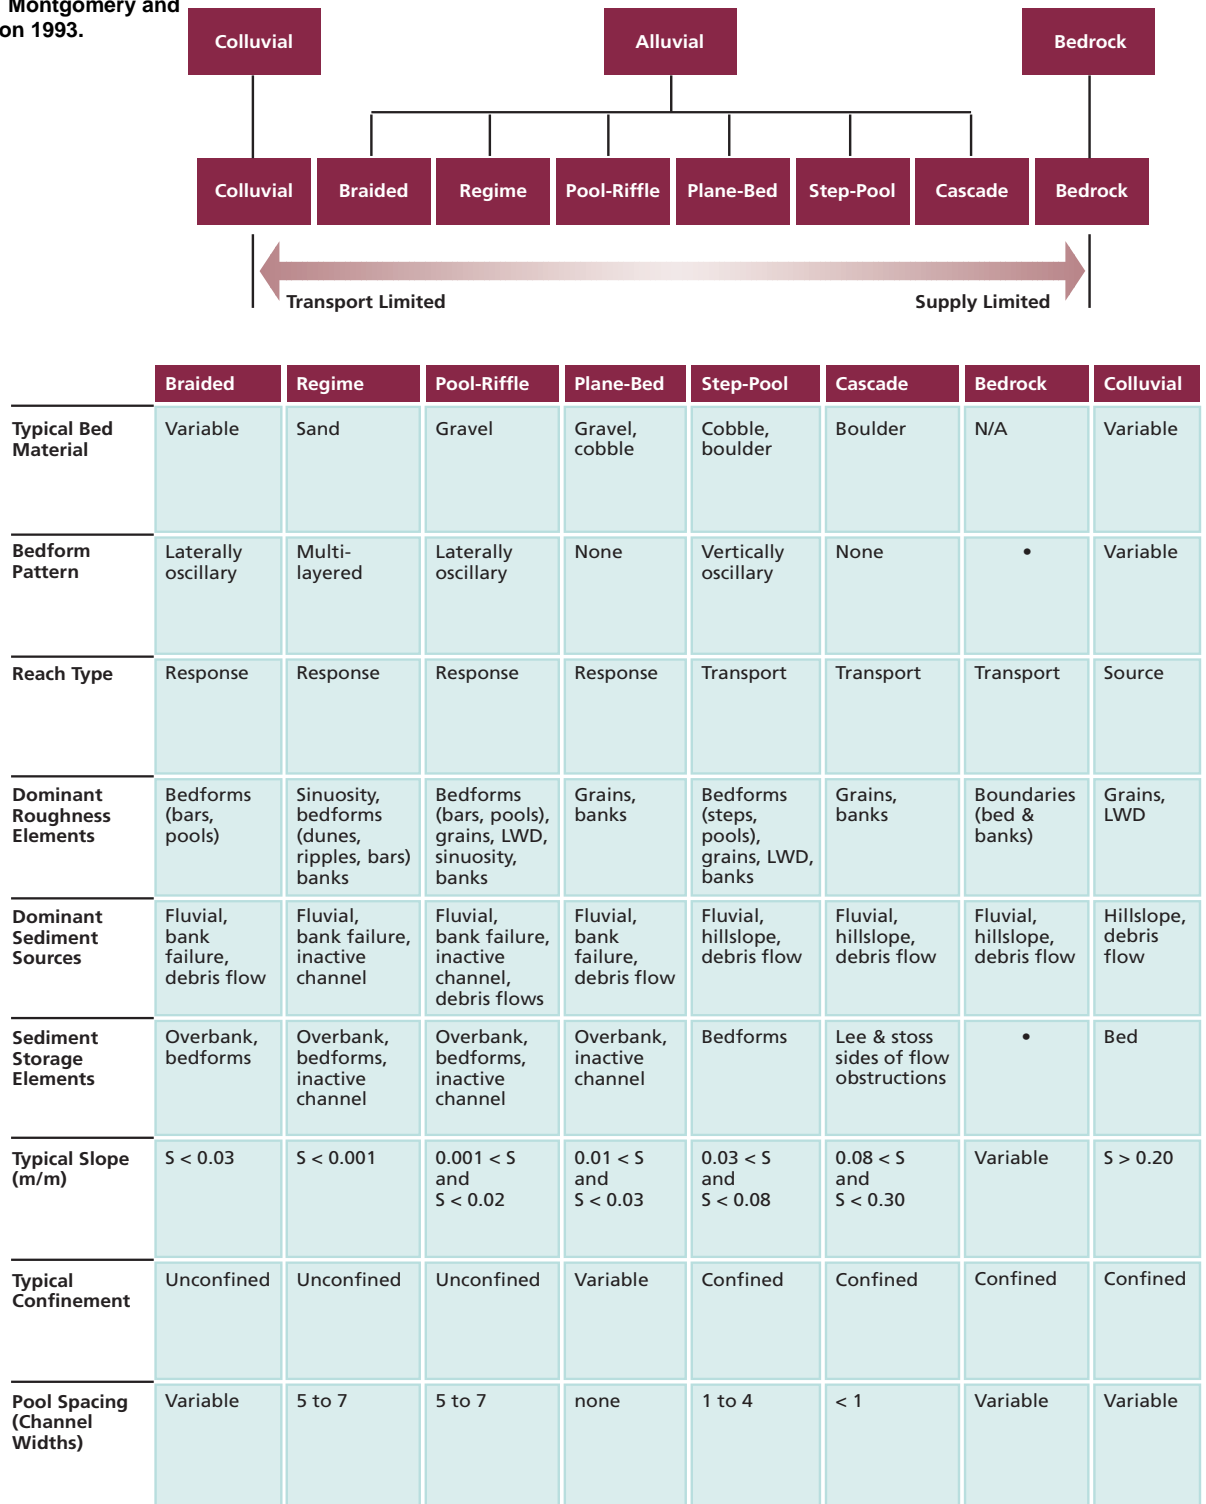 Montgomery and
on 1993.
Colluvial
Alluvial
Bedrock
Colluvial
Braided
Regime
Pool-Riffle
Plane-Bed
Step-Pool
Cascade
Bedrock
Transport Limited
Supply Limited
Braided
Regime
Pool-Riffle
Plane-Bed
Step-Pool
Cascade
Bedrock
Colluvial
Typical Bed
Material
Variable
Sand
Gravel
Gravel,
cobble
Cobble,
boulder
Boulder
N/A
Variable
Bedform
Pattern
Laterally
oscillary
Multi-
layered
Laterally
oscillary
None
Vertically
oscillary
None
•
Variable
Reach Type
Response
Response
Response
Response
Transport
Transport
Transport
Source
Dominant
Roughness
Elements
Bedforms
(bars,
pools)
Sinuosity,
bedforms
(dunes,
ripples, bars)
banks
Bedforms
(bars, pools),
grains, LWD,
sinuosity,
banks
Grains,
banks
Bedforms
(steps,
pools),
grains, LWD,
banks
Grains,
banks
Boundaries
(bed &
banks)
Grains,
LWD
Dominant
Sediment
Sources
Fluvial,
bank
failure,
debris flow
Fluvial,
bank failure,
inactive
channel
Fluvial,
bank failure,
inactive
channel,
debris flows
Fluvial,
bank
failure,
debris flow
Fluvial,
hillslope,
debris flow
Fluvial,
hillslope,
debris flow
Fluvial,
hillslope,
debris flow
Hillslope,
debris
flow
Sediment
Storage
Elements
Overbank,
bedforms
Overbank,
bedforms,
inactive
channel
Overbank,
bedforms,
inactive
channel
Overbank,
inactive
channel
Bedforms
Lee & stoss
sides of flow
obstructions
•
Bed
Typical Slope
(m/m)
S < 0.03
S < 0.001
0.001 < S
and
S < 0.02
0.01 < S
and
S < 0.03
0.03 < S
and
S < 0.08
0.08 < S
and
S < 0.30
Variable
S > 0.20
Typical
Confinement
Unconfined
Unconfined
Unconfined
Variable
Confined
Confined
Confined
Confined
Pool Spacing
(Channel
Widths)
Variable
5 to 7
5 to 7
none
1 to 4
< 1
Variable
Variable